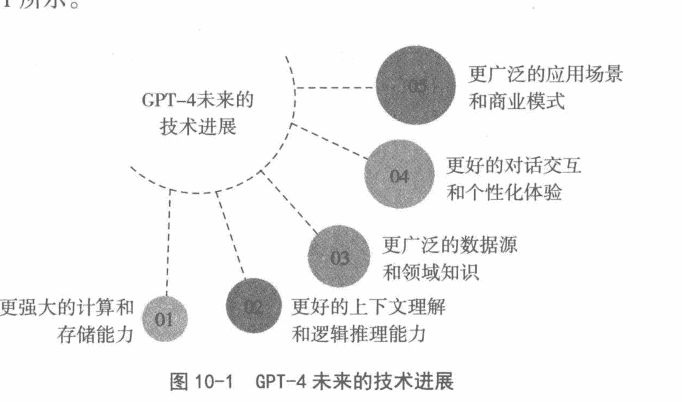 1 所示。
GPT-4未来的
技术进展
05
更广泛的应用场景
和商业模式
04
更好的对话交互
和个性化体验
03
更广泛的数据源
和领域知识
02
更好的上下文理解
和逻辑推理能力
01
更强大的计算和
存储能力
图 10-1 GPT-4 未来的技术进展